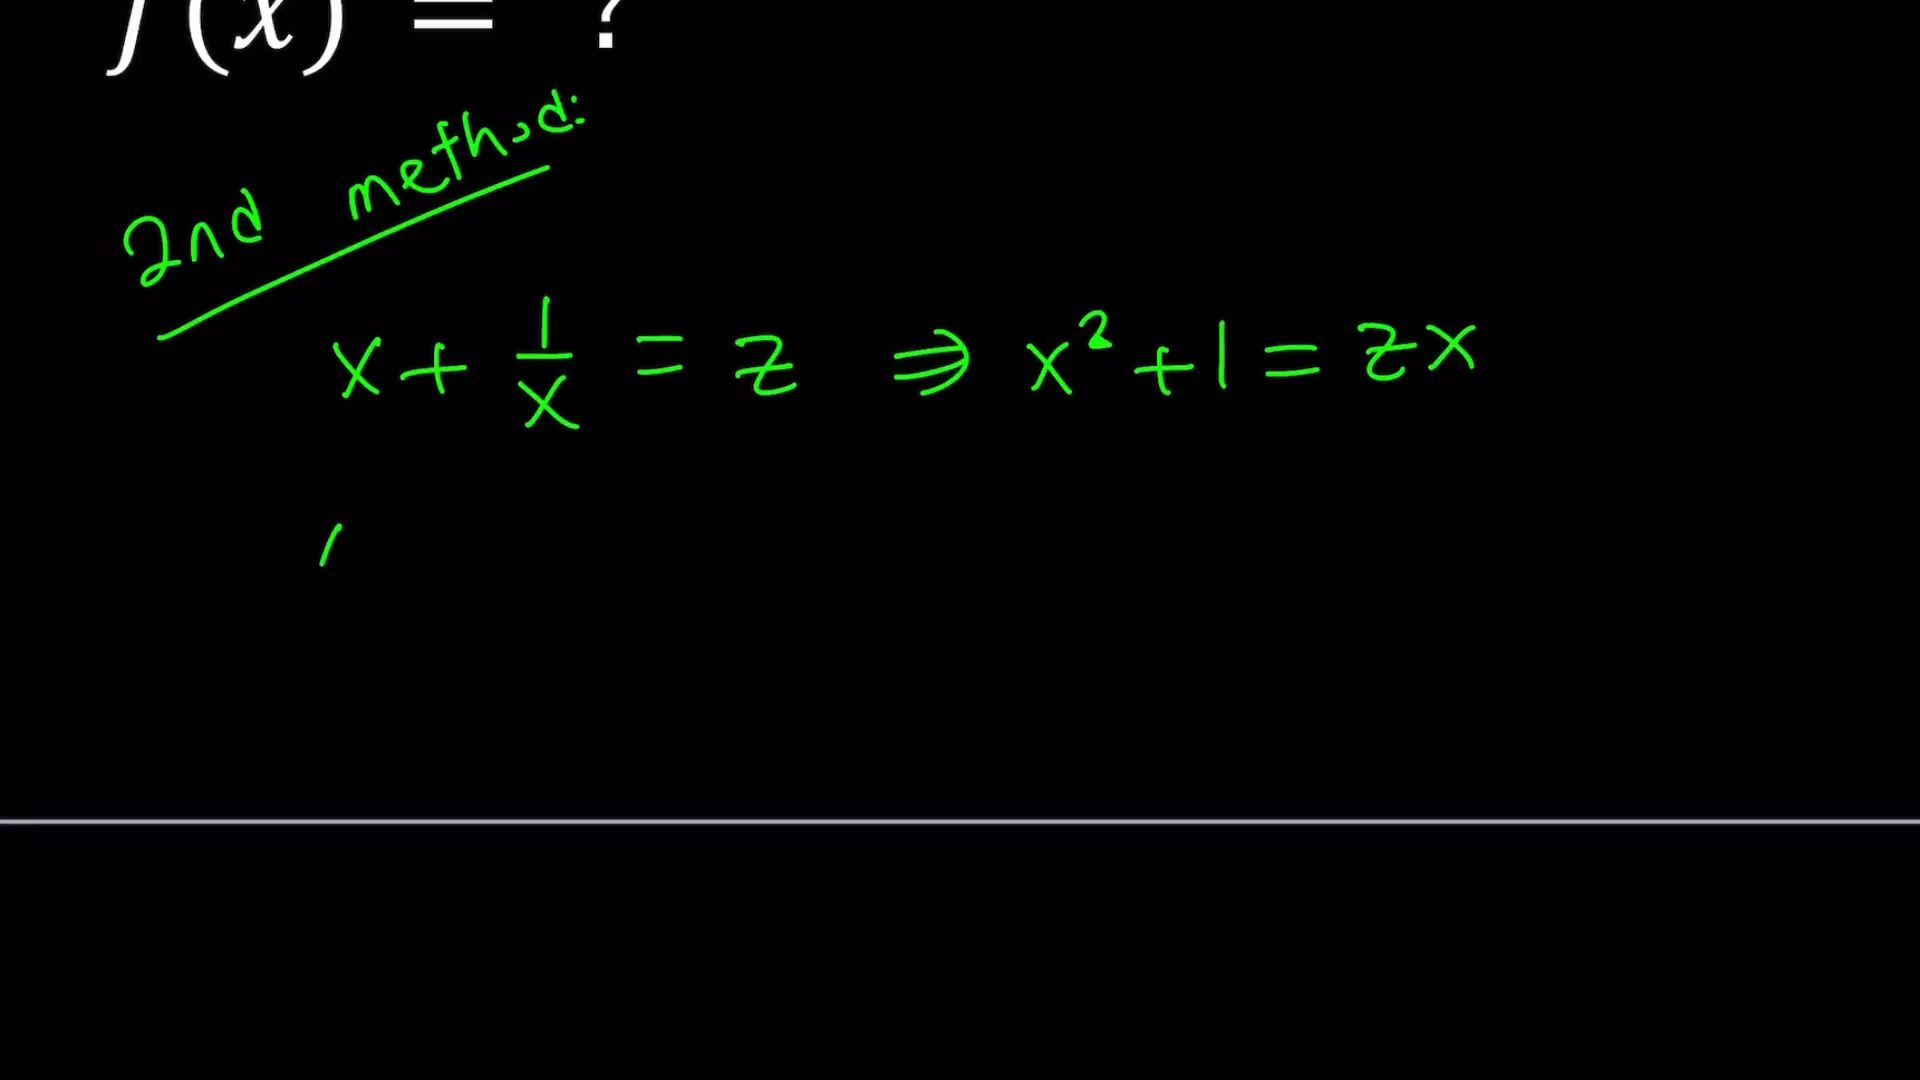 f(x) = ?
2nd method:
x + 1/x = z ⇒ x² + 1 = zx